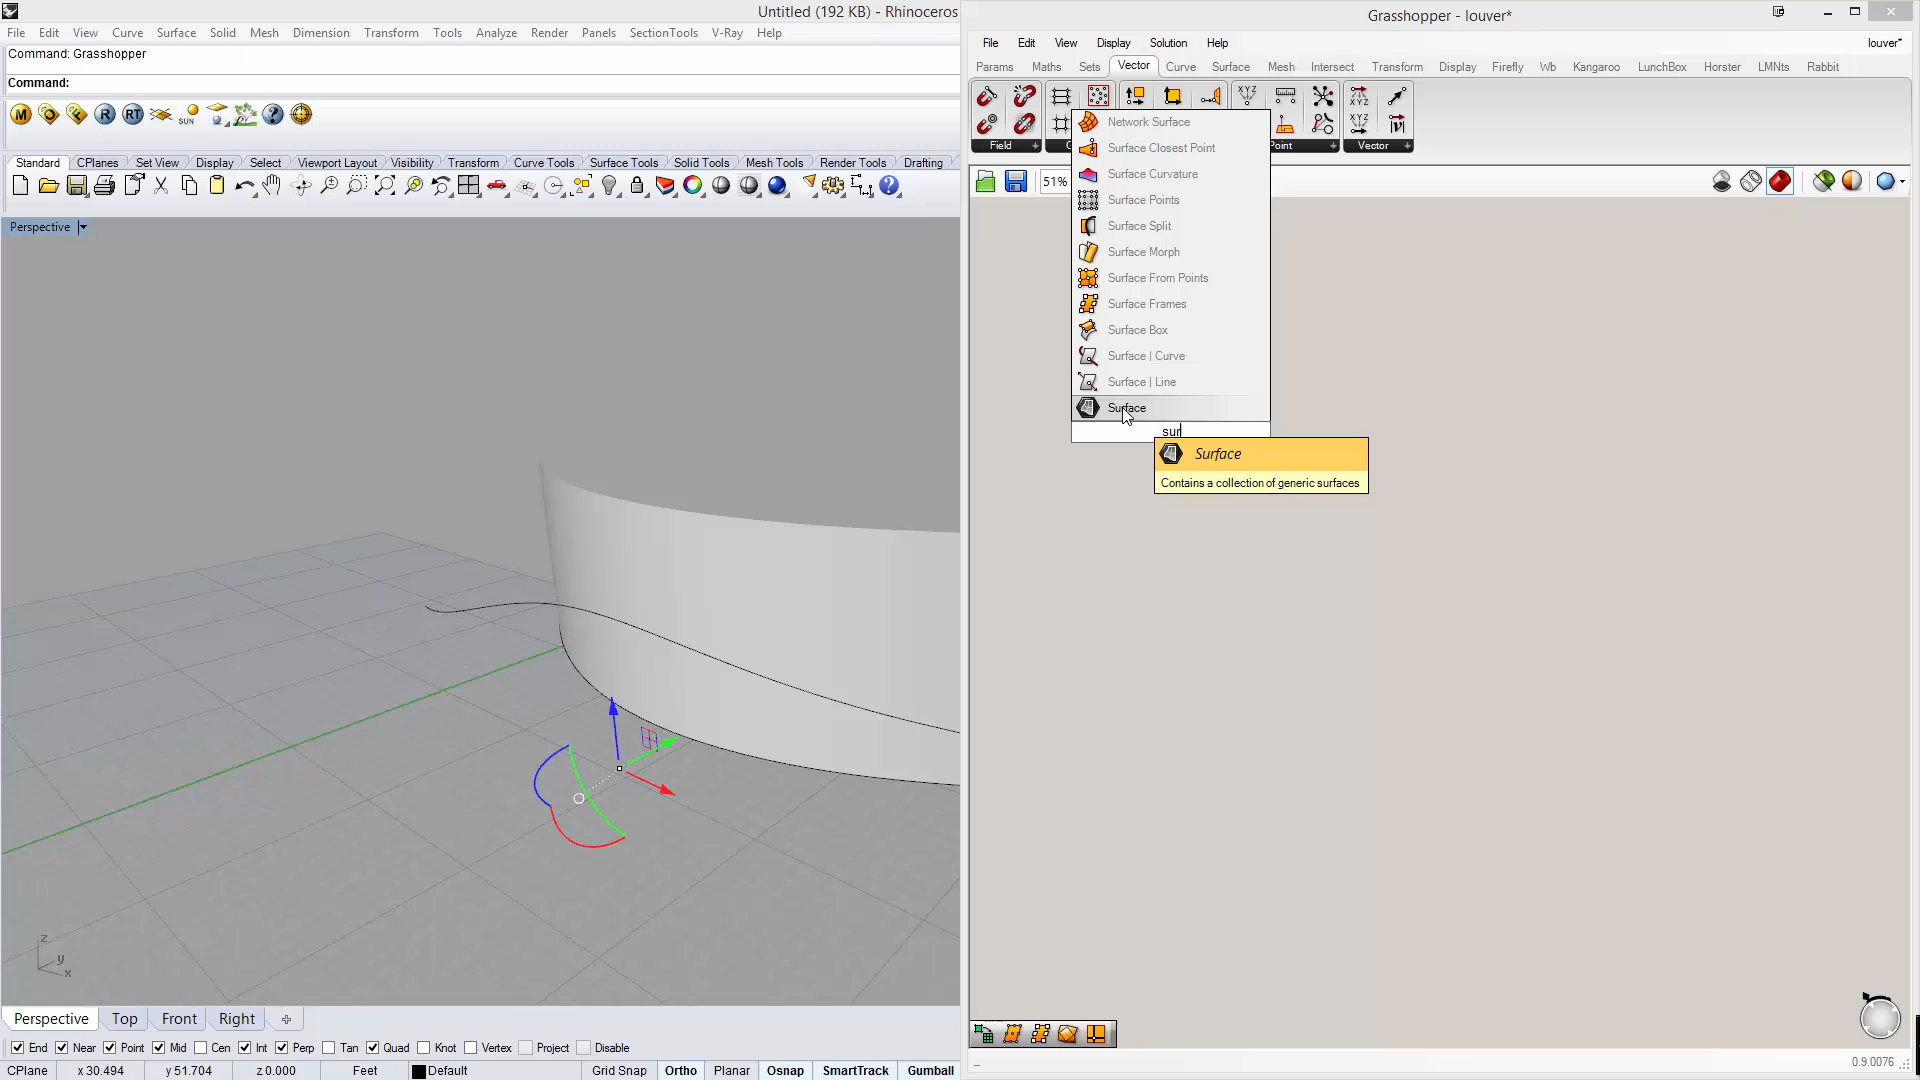 Untitled (192 KB) - Rhinoceros
File Edit View Curve Surface Solid Mesh Dimension Transform Tools Analyze Render Panels SectionTools V-Ray Help
Command: Grasshopper
Command:
M R RT SUN
Standard CPlanes Set View Display Select Viewport Layout Visibility Transform Curve Tools Surface Tools Solid Tools Mesh Tools Render Tools Drafting
Perspective
z
y
x
Perspective Top Front Right
End Near Point Mid Cen Int Perp Tan Quad Knot Vertex Project Disable
CPlane x 30.494 y 51.704 z 0.000 Feet Default Grid Snap Ortho Planar Osnap SmartTrack Gumball
Grasshopper - louver*
File Edit View Display Solution Help louver*
Params Maths Sets Vector Curve Surface Mesh Intersect Transform Display Firefly Wb Kangaroo LunchBox Horster LMNts Rabbit
XYZ XYZ XYZ
Field Point Vector
51%
Network Surface
Surface Closest Point
Surface Curvature
Surface Points
Surface Split
Surface Morph
Surface From Points
Surface Frames
Surface Box
Surface | Curve
Surface | Line
Surface
sur
Surface
Contains a collection of generic surfaces
0.9.0076